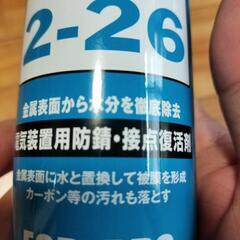 2-26
金属表面から水分を徹底除去
電気装置用防錆・接点復活剤
金属表面に水と置換して被膜を形成
カーボン等の汚れも落とす